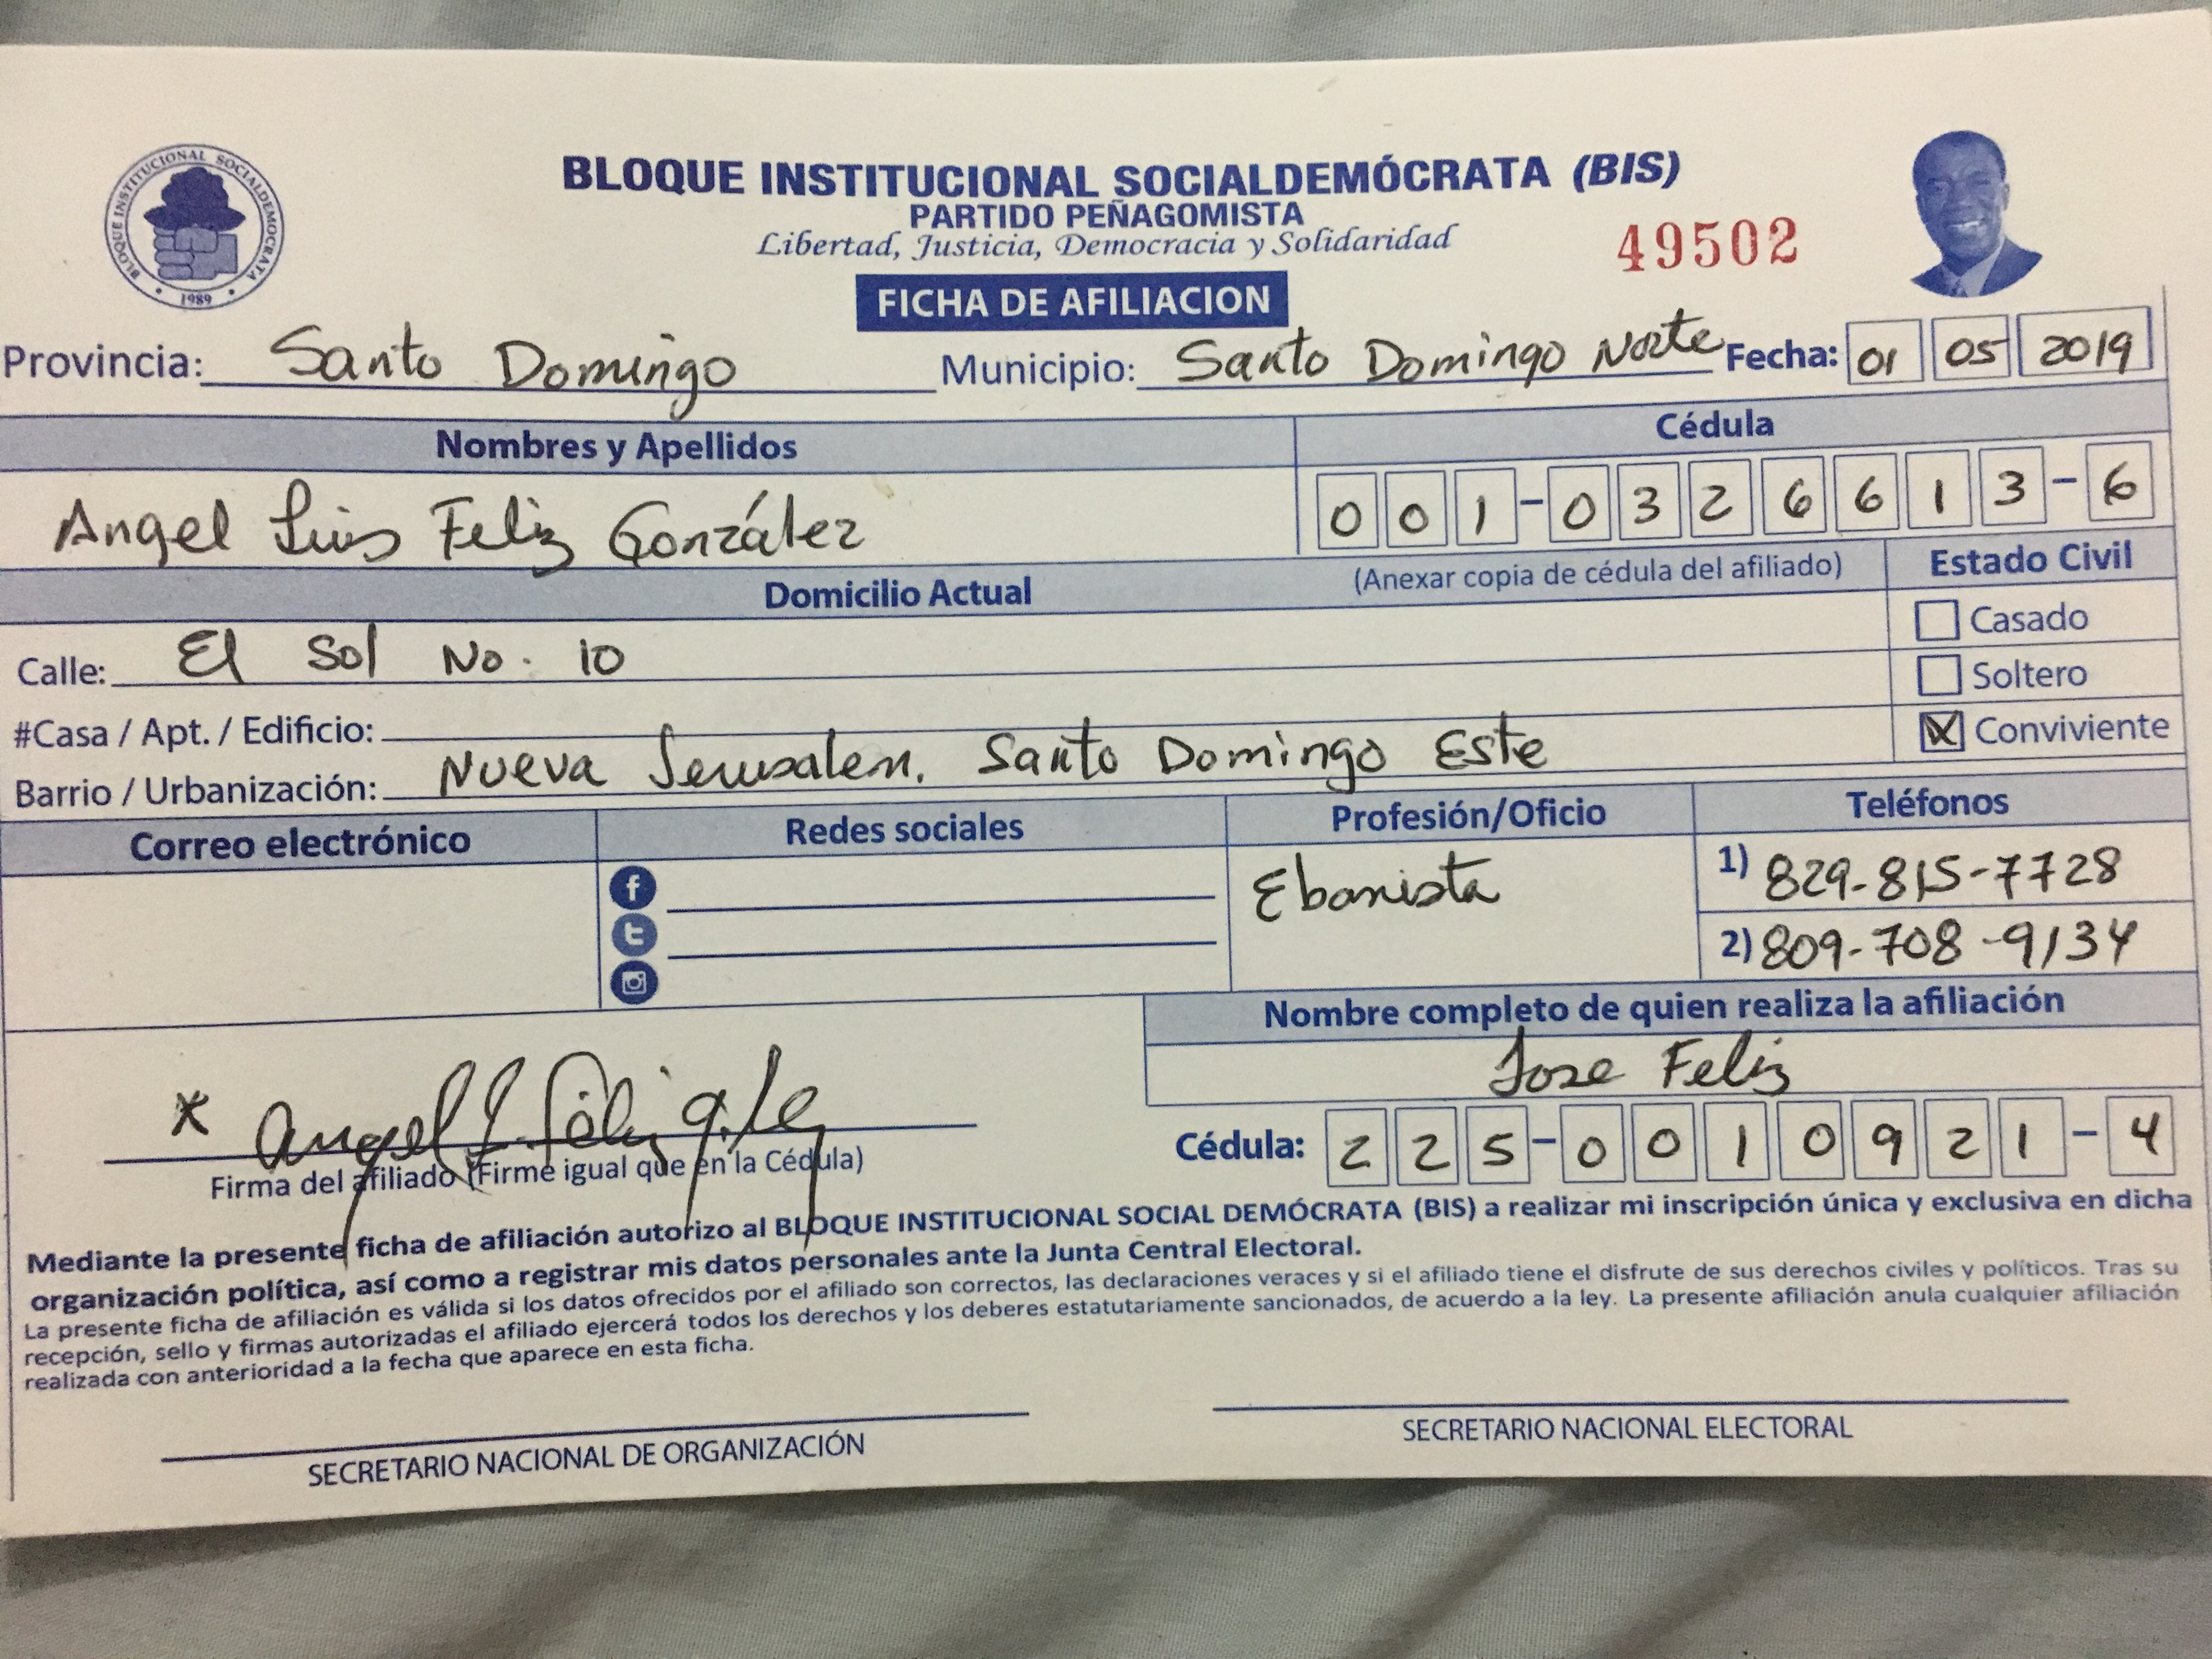 BLOQUE INSTITUCIONAL SOCIALDEMOCRATA
1989
BLOQUE INSTITUCIONAL SOCIALDEMÓCRATA (BIS)
PARTIDO PEÑAGOMISTA
Libertad, Justicia, Democracia y Solidaridad
49502
FICHA DE AFILIACION
Provincia: Santo Domingo Municipio: Santo Domingo Norte Fecha: 01 05 2019
Nombres y Apellidos Cédula
Angel Luis Feliz González 001-0326613-6
Domicilio Actual (Anexar copia de cédula del afiliado) Estado Civil
Calle: El Sol No. 10 Casado
Soltero
#Casa / Apt. / Edificio: X Conviviente
Barrio / Urbanización: Nueva Jerusalem. Santo Domingo Este
Correo electrónico Redes sociales Profesión/Oficio Teléfonos
f Ebanista 1) 829-815-7728
t 2) 809-708-9134
Nombre completo de quien realiza la afiliación
Jose Feliz
x Angel L. Féliz
Firma del afiliado (Firme igual que en la Cédula) Cédula: 225-0010921-4
Mediante la presente ficha de afiliación autorizo al BLOQUE INSTITUCIONAL SOCIAL DEMÓCRATA (BIS) a realizar mi inscripción única y exclusiva en dicha
organización política, así como a registrar mis datos personales ante la Junta Central Electoral.
La presente ficha de afiliación es válida si los datos ofrecidos por el afiliado son correctos, las declaraciones veraces y si el afiliado tiene el disfrute de sus derechos civiles y políticos. Tras su
recepción, sello y firmas autorizadas el afiliado ejercerá todos los derechos y los deberes estatutariamente sancionados, de acuerdo a la ley. La presente afiliación anula cualquier afiliación
realizada con anterioridad a la fecha que aparece en esta ficha.
SECRETARIO NACIONAL DE ORGANIZACIÓN SECRETARIO NACIONAL ELECTORAL